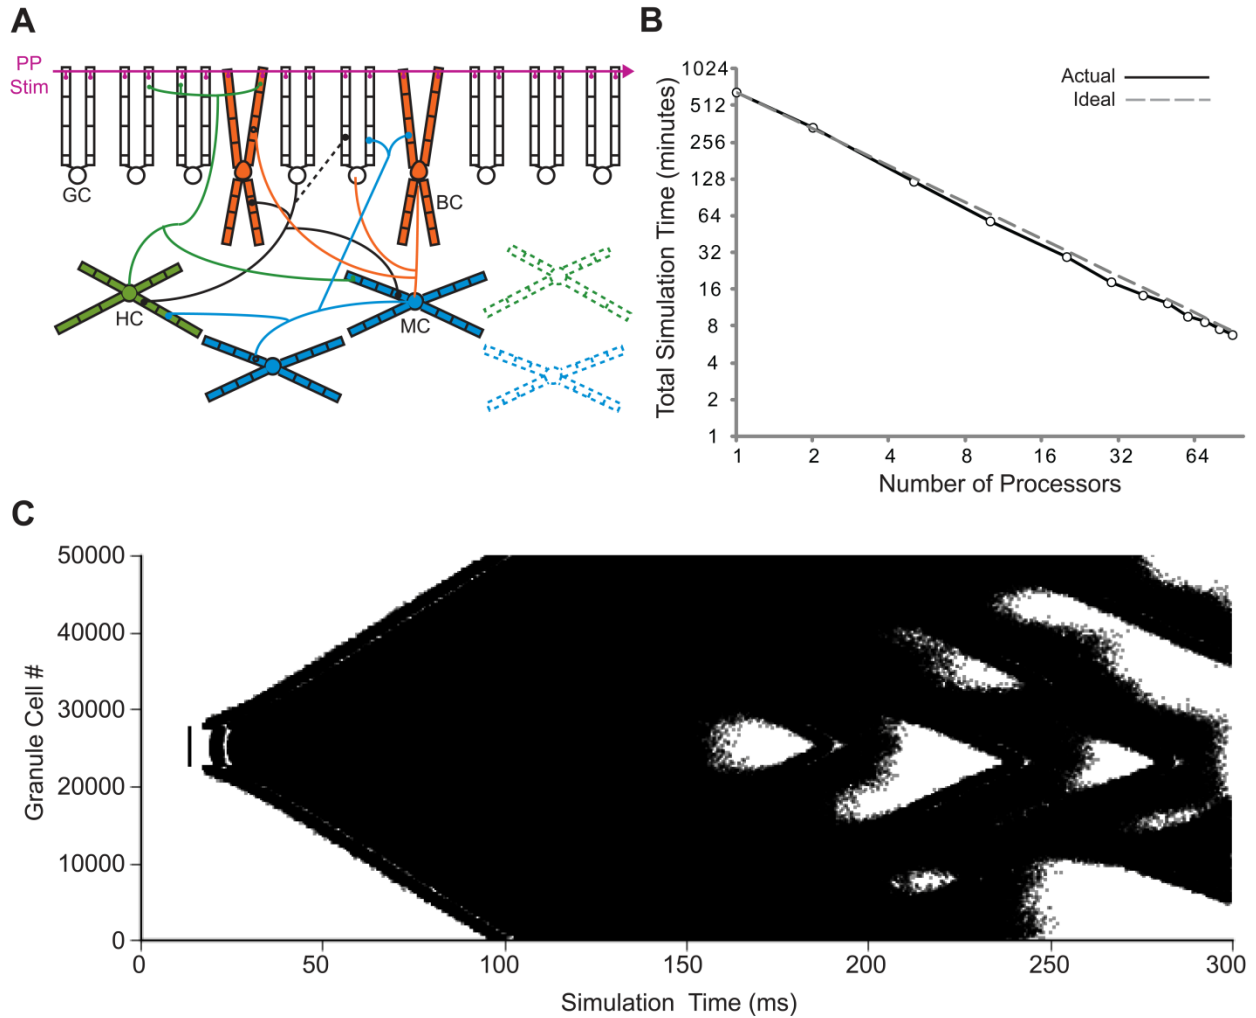 A
PP
Stim
GC
BC
HC
MC
B
Total Simulation Time (minutes)
1024
512
256
128
64
32
16
8
4
2
1
Actual
Ideal
1 2 4 8 16 32 64
Number of Processors
C
Granule Cell #
50000
40000
30000
20000
10000
0
0 50 100 150 200 250 300
Simulation Time (ms)